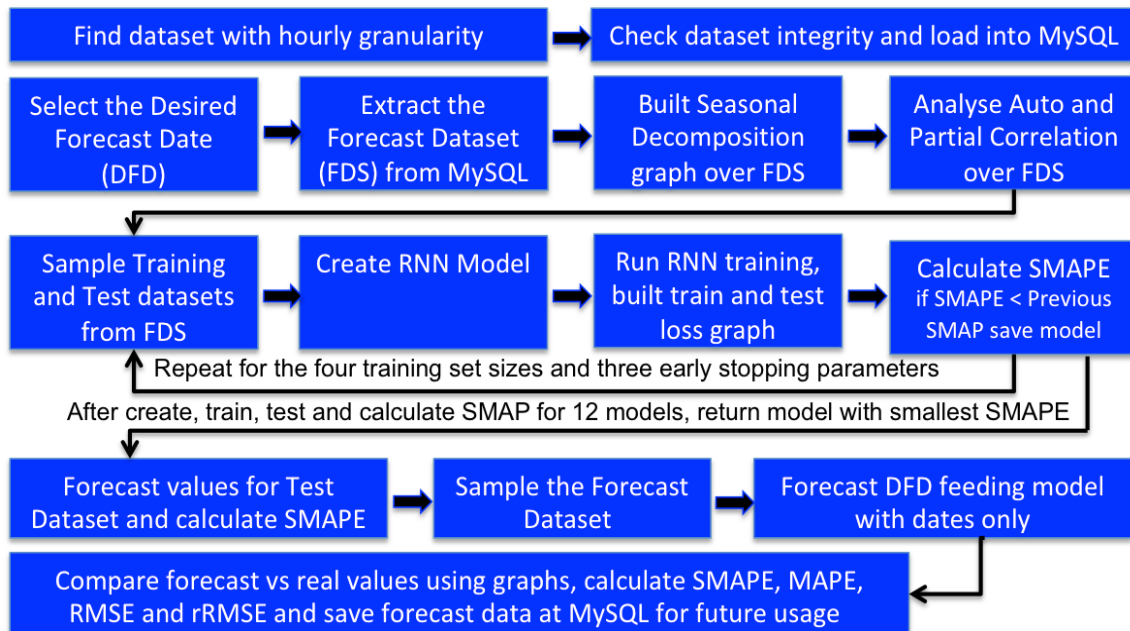 Find dataset with hourly granularity
Check dataset integrity and load into MySQL
Select the Desired
Forecast Date
(DFD)
Extract the
Forecast Dataset
(FDS) from MySQL
Built Seasonal
Decomposition
graph over FDS
Analyse Auto and
Partial Correlation
over FDS
Sample Training
and Test datasets
from FDS
Create RNN Model
Run RNN training,
built train and test
loss graph
Calculate SMAPE
if SMAPE < Previous
SMAP save model
Repeat for the four training set sizes and three early stopping parameters
After create, train, test and calculate SMAP for 12 models, return model with smallest SMAPE
Forecast values for Test
Dataset and calculate SMAPE
Sample the Forecast
Dataset
Forecast DFD feeding model
with dates only
Compare forecast vs real values using graphs, calculate SMAPE, MAPE,
RMSE and rRMSE and save forecast data at MySQL for future usage